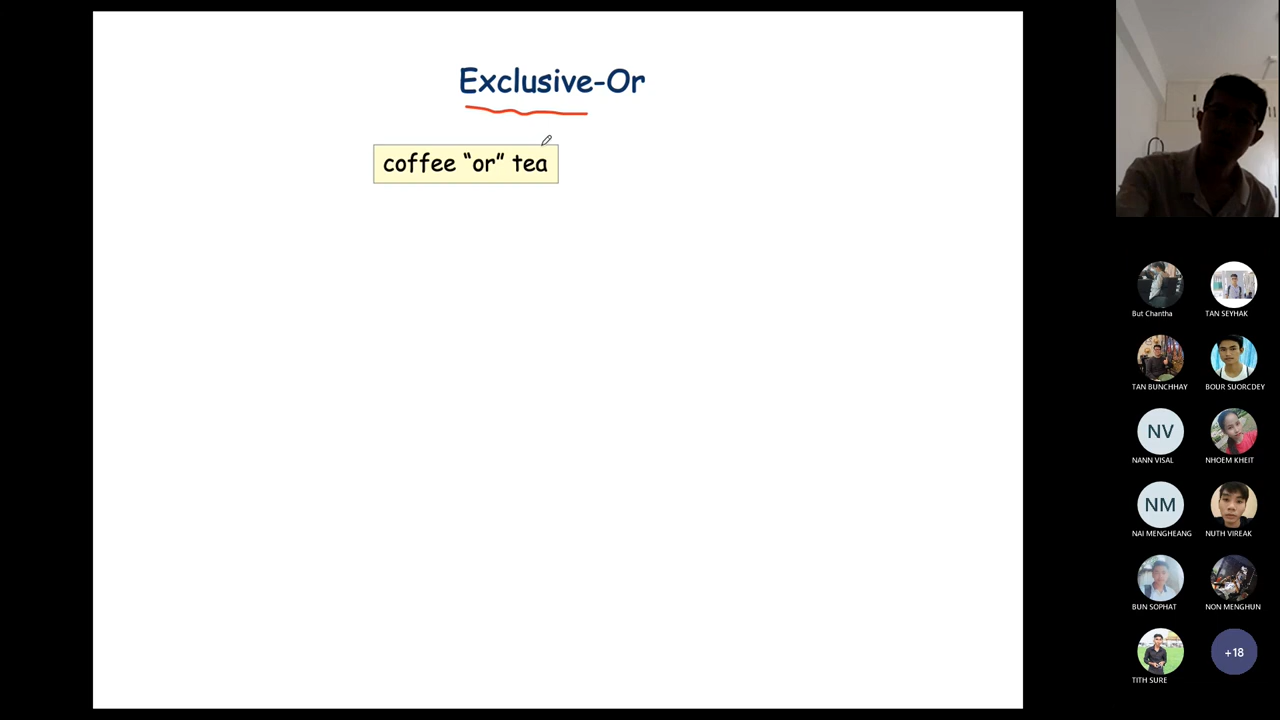 Exclusive-Or
coffee “or” tea
But Chantha
TAN SEYHAK
TAN BUNCHHAY
BOUR SUORCDEY
NV
NANN VISAL
NHOEM KHEIT
NM
NAI MENGHEANG
NUTH VIREAK
BUN SOPHAT
NON MENGHUN
TITH SURE
+18